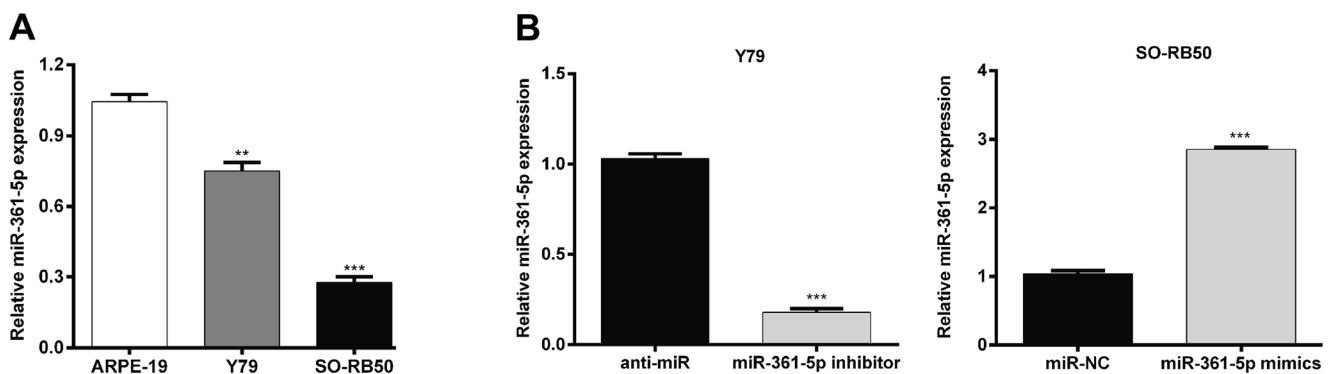 A
Relative miR-361-5p expression
1.2
0.9
0.6
0.3
0.0
**
***
ARPE-19 Y79 SO-RB50
B
Y79
Relative miR-361-5p expression
1.5
1.0
0.5
0.0
***
anti-miR miR-361-5p inhibitor
SO-RB50
Relative miR-361-5p expression
4
3
2
1
0
***
miR-NC miR-361-5p mimics